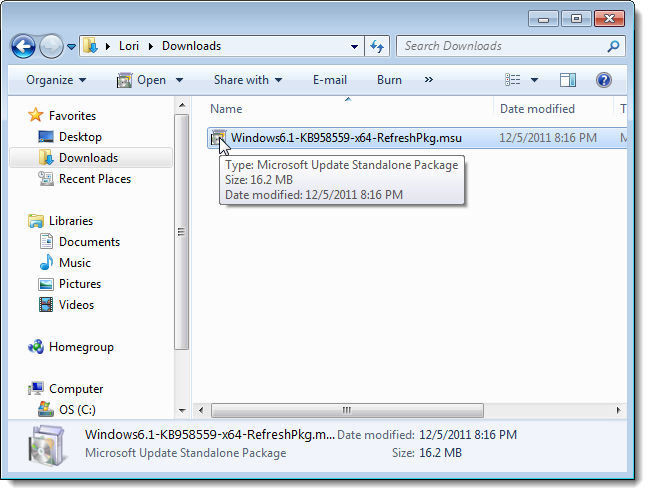 Lori Downloads
Search Downloads
Organize Open Share with E-mail Burn »
Name Date modified T
Favorites
Desktop
Downloads
Recent Places
Libraries
Documents
Music
Pictures
Videos
Homegroup
Computer
OS (C:)
Windows6.1-KB958559-x64-RefreshPkg.msu 12/5/2011 8:16 PM M
Type: Microsoft Update Standalone Package
Size: 16.2 MB
Date modified: 12/5/2011 8:16 PM
Windows6.1-KB958559-x64-RefreshPkg.m... Date modified: 12/5/2011 8:16 PM
Microsoft Update Standalone Package Size: 16.2 MB